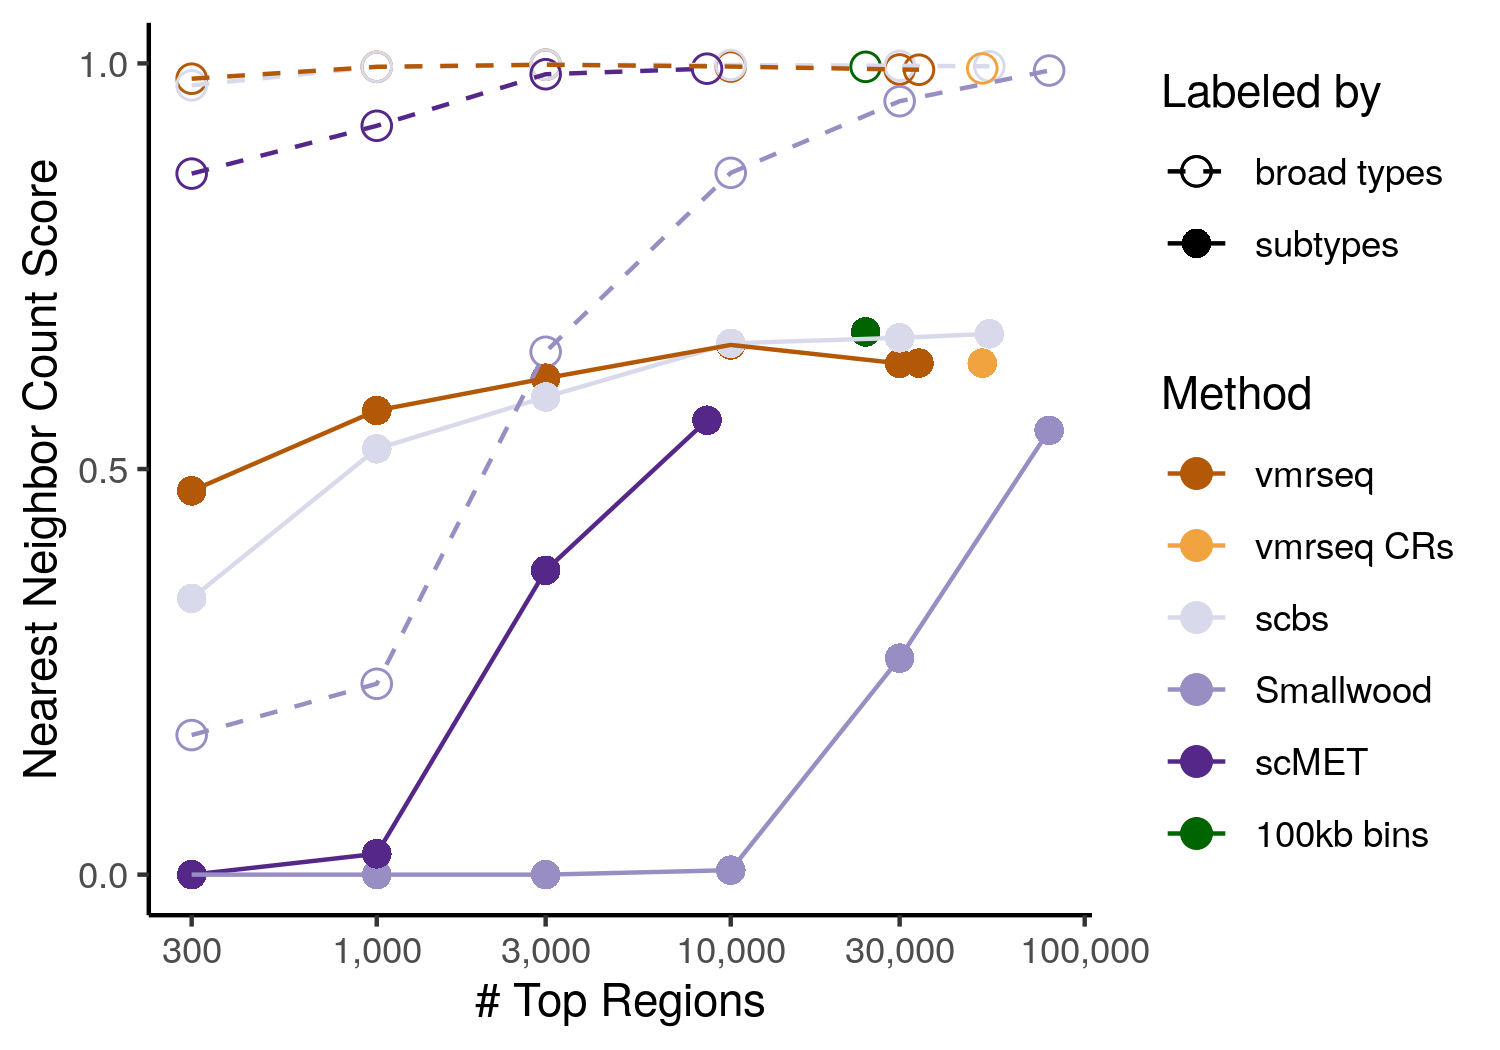 Nearest Neighbor Count Score
1.0
0.5
0.0
300
1,000
3,000
10,000
30,000
100,000
# Top Regions
Labeled by
broad types
subtypes
Method
vmrseq
vmrseq CRs
scbs
Smallwood
scMET
100kb bins